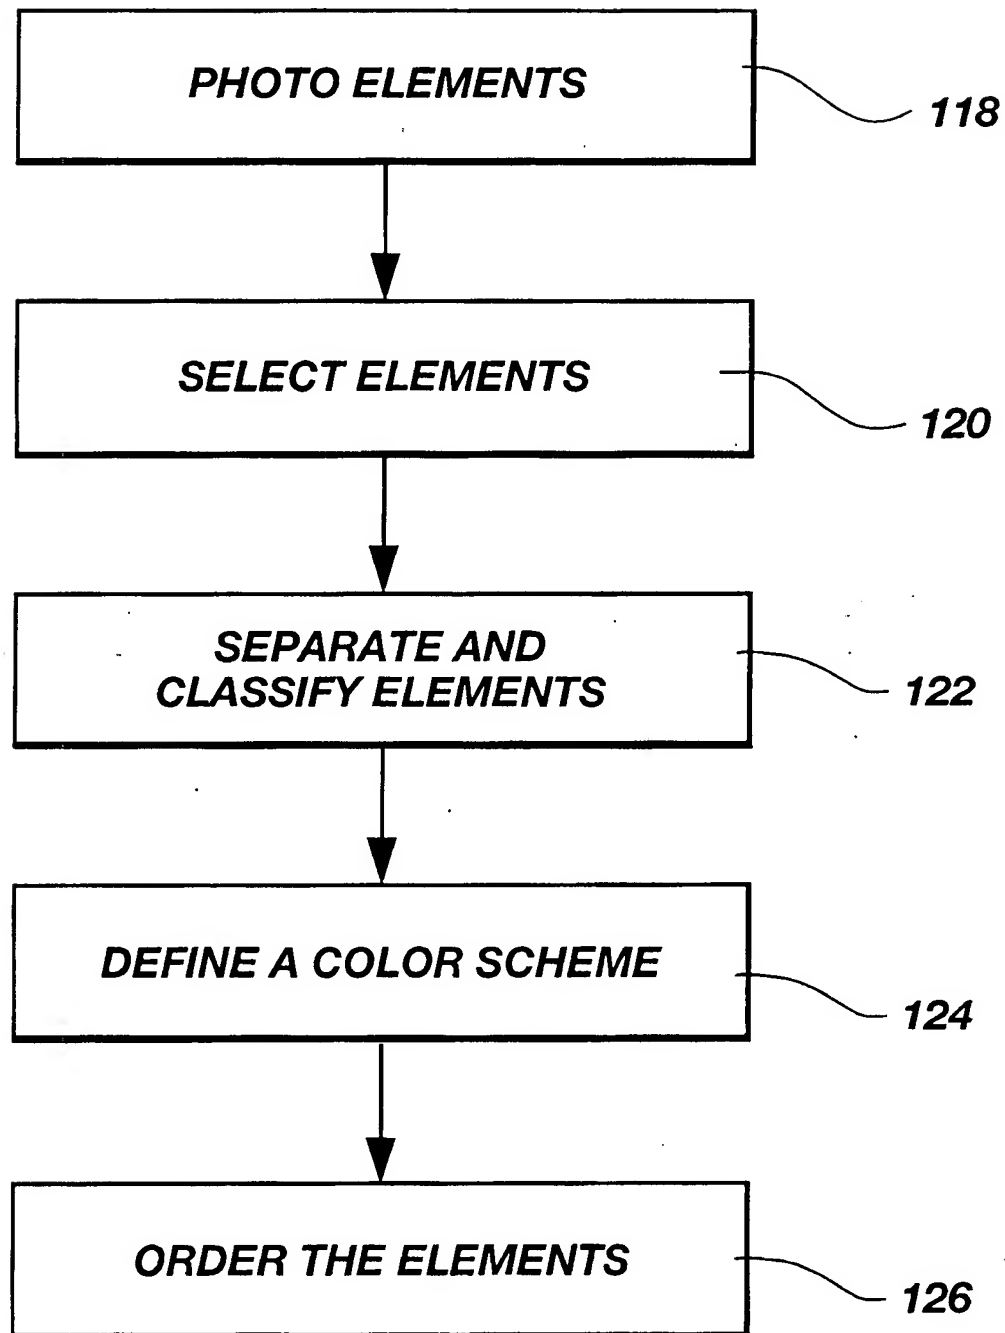 PHOTO ELEMENTS
118
SELECT ELEMENTS
120
SEPARATE AND
CLASSIFY ELEMENTS
122
DEFINE A COLOR SCHEME
124
ORDER THE ELEMENTS
126